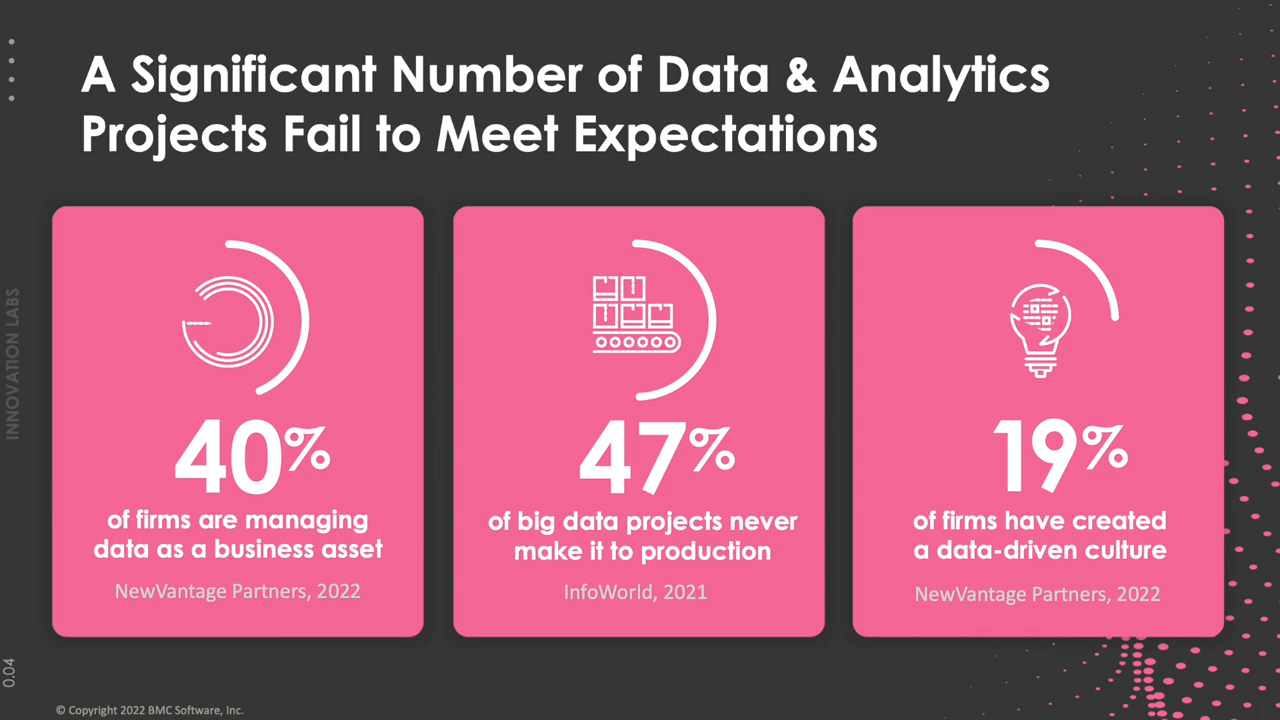 A Significant Number of Data & Analytics
Projects Fail to Meet Expectations
40%
of firms are managing
data as a business asset
NewVantage Partners, 2022
47%
of big data projects never
make it to production
InfoWorld, 2021
19%
of firms have created
a data-driven culture
NewVantage Partners, 2022
INNOVATION LABS
0.04
© Copyright 2022 BMC Software, Inc.